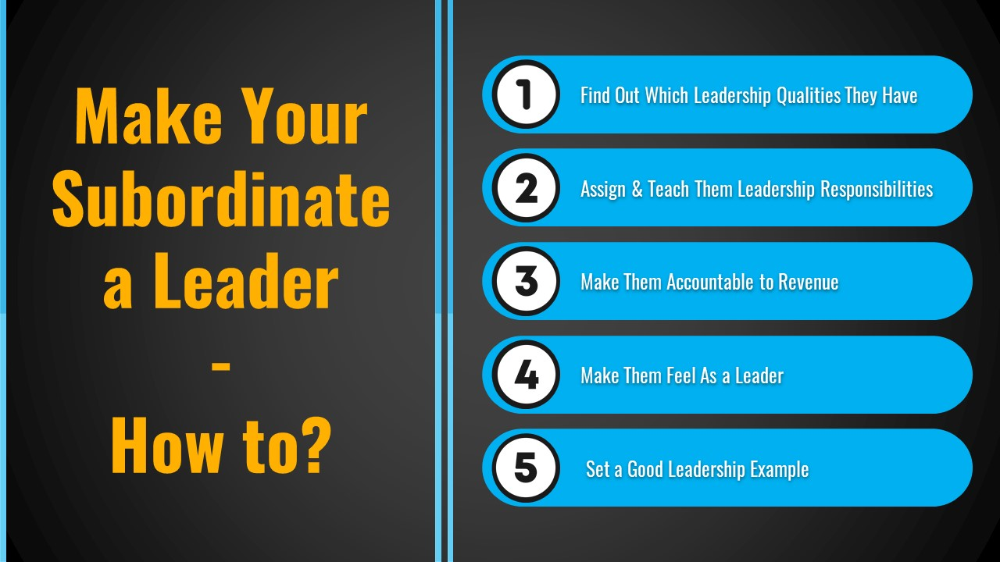 Make Your
Subordinate
a Leader
-
How to?
1
Find Out Which Leadership Qualities They Have
2
Assign & Teach Them Leadership Responsibilities
3
Make Them Accountable to Revenue
4
Make Them Feel As a Leader
5
Set a Good Leadership Example